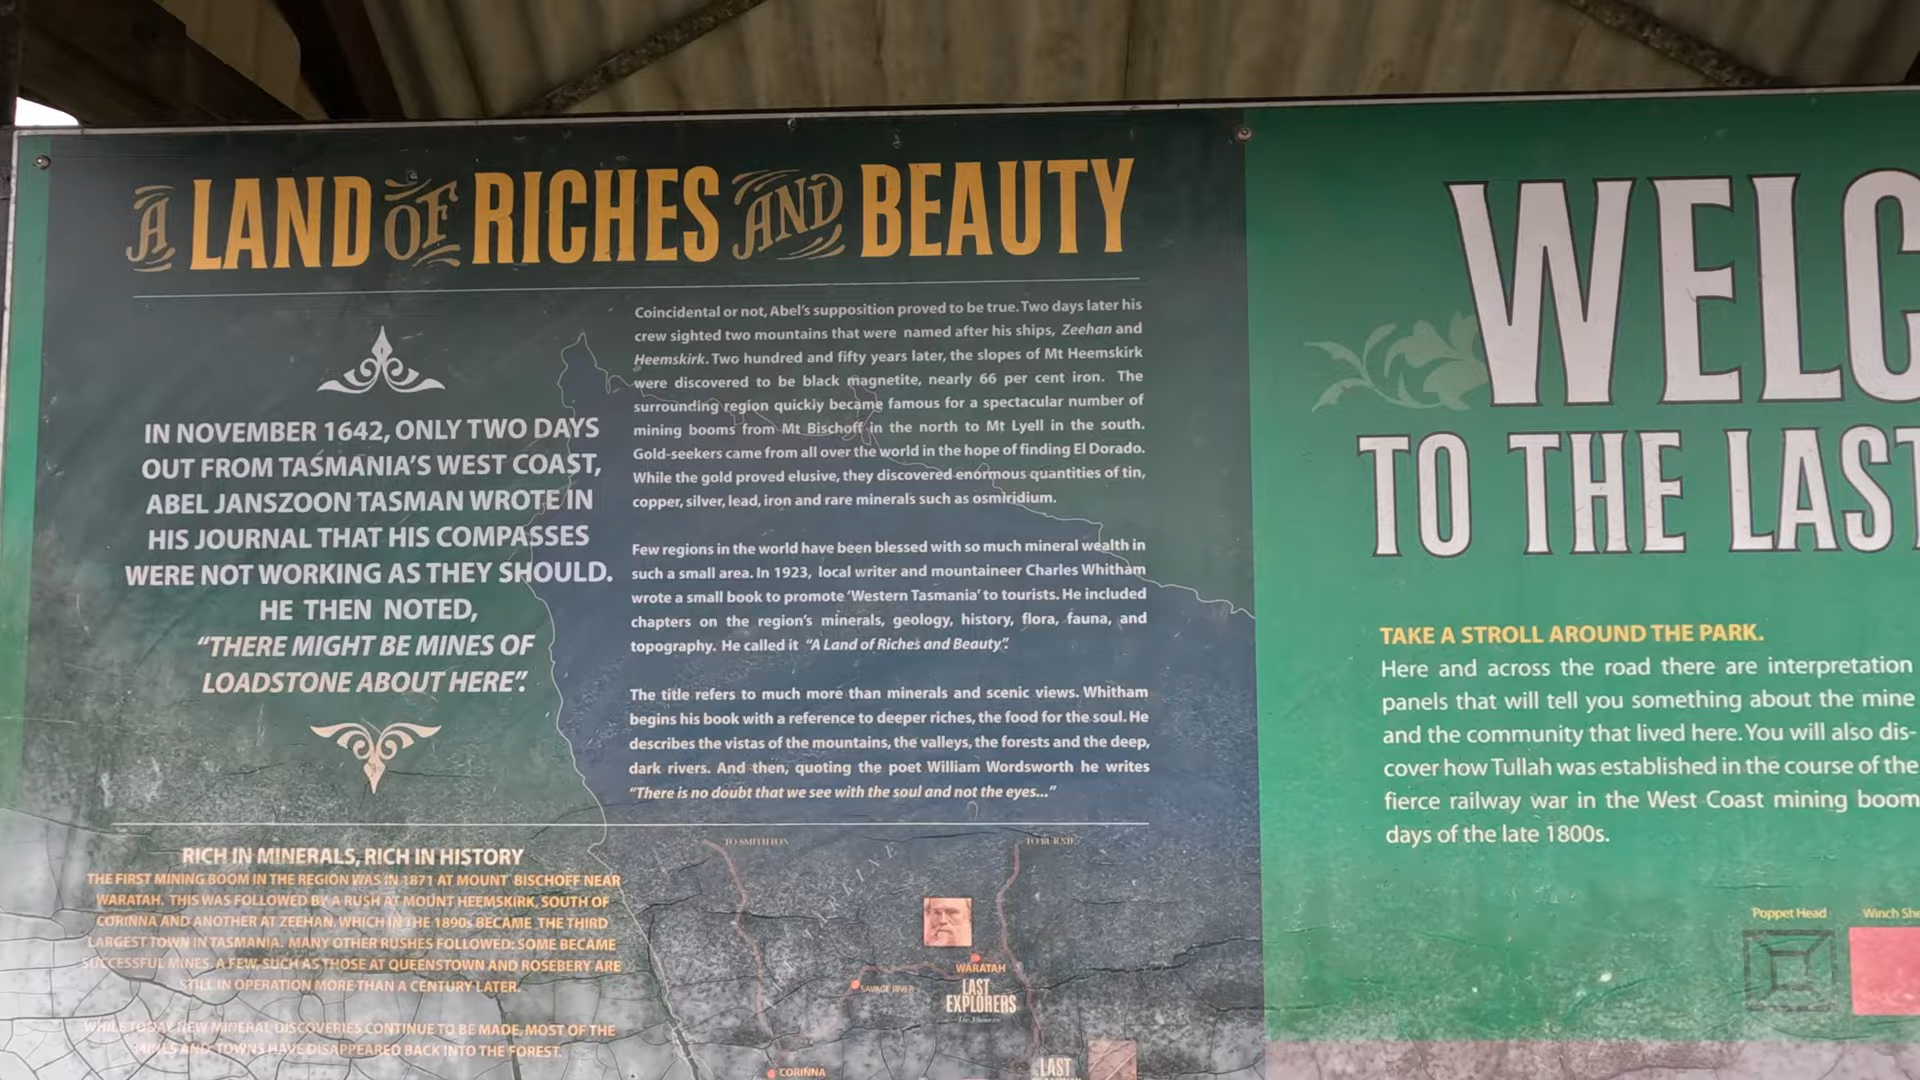 A LAND OF RICHES AND BEAUTY
IN NOVEMBER 1642, ONLY TWO DAYS
OUT FROM TASMANIA'S WEST COAST,
ABEL JANSZOON TASMAN WROTE IN
HIS JOURNAL THAT HIS COMPASSES
WERE NOT WORKING AS THEY SHOULD.
HE THEN NOTED,
“THERE MIGHT BE MINES OF
LOADSTONE ABOUT HERE”.
Coincidental or not, Abel's supposition proved to be true. Two days later his
crew sighted two mountains that were named after his ships, Zeehan and
Heemskirk. Two hundred and fifty years later, the slopes of Mt Heemskirk
were discovered to be black magnetite, nearly 66 per cent iron. The
surrounding region quickly became famous for a spectacular number of
mining booms from Mt Bischoff in the north to Mt Lyell in the south.
Gold-seekers came from all over the world in the hope of finding El Dorado.
While the gold proved elusive, they discovered enormous quantities of tin,
copper, silver, lead, iron and rare minerals such as osmiridium.
Few regions in the world have been blessed with so much mineral wealth in
such a small area. In 1923, local writer and mountaineer Charles Whitham
wrote a small book to promote ‘Western Tasmania’ to tourists. He included
chapters on the region's minerals, geology, history, flora, fauna, and
topography. He called it “A Land of Riches and Beauty”.
The title refers to much more than minerals and scenic views. Whitham
begins his book with a reference to deeper riches, the food for the soul. He
describes the vistas of the mountains, the valleys, the forests and the deep,
dark rivers. And then, quoting the poet William Wordsworth he writes
“There is no doubt that we see with the soul and not the eyes...”
RICH IN MINERALS, RICH IN HISTORY
THE FIRST MINING BOOM IN THE REGION WAS IN 1871 AT MOUNT BISCHOFF NEAR
WARATAH. THIS WAS FOLLOWED BY A RUSH AT MOUNT HEEMSKIRK, SOUTH OF
CORINNA AND ANOTHER AT ZEEHAN, WHICH IN THE 1890s BECAME THE THIRD
LARGEST TOWN IN TASMANIA. MANY OTHER RUSHES FOLLOWED: SOME BECAME
SUCCESSFUL MINES. A FEW, SUCH AS THOSE AT QUEENSTOWN AND ROSEBERY ARE
STILL IN OPERATION MORE THAN A CENTURY LATER.
WHILE TODAY, NEW MINERAL DISCOVERIES CONTINUE TO BE MADE, MOST OF THE
MINES AND TOWNS HAVE DISAPPEARED BACK INTO THE FOREST.
TO SMITHTON
TO BURNIE
WARATAH
SAVAGE RIVER
LAST
EXPLORERS
CORINNA
LAST
WELC
TO THE LAST
TAKE A STROLL AROUND THE PARK.
Here and across the road there are interpretation
panels that will tell you something about the mine
and the community that lived here. You will also dis-
cover how Tullah was established in the course of the
fierce railway war in the West Coast mining boom
days of the late 1800s.
Poppet Head
Winch She